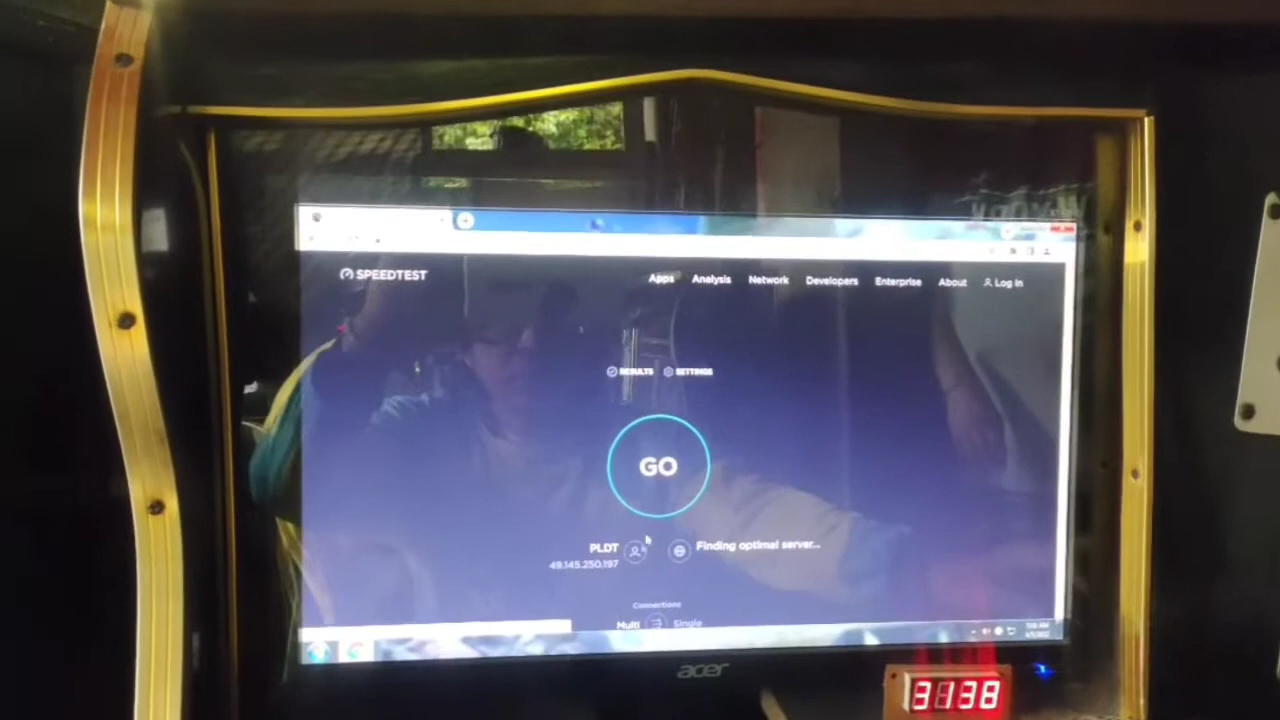 SPEEDTEST
Apps Analysis Network Developers Enterprise About Log In
RESULTS SETTINGS
GO
PLDT
49.145.250.197
Finding optimal server...
Connections
Multi Single
acer
3138